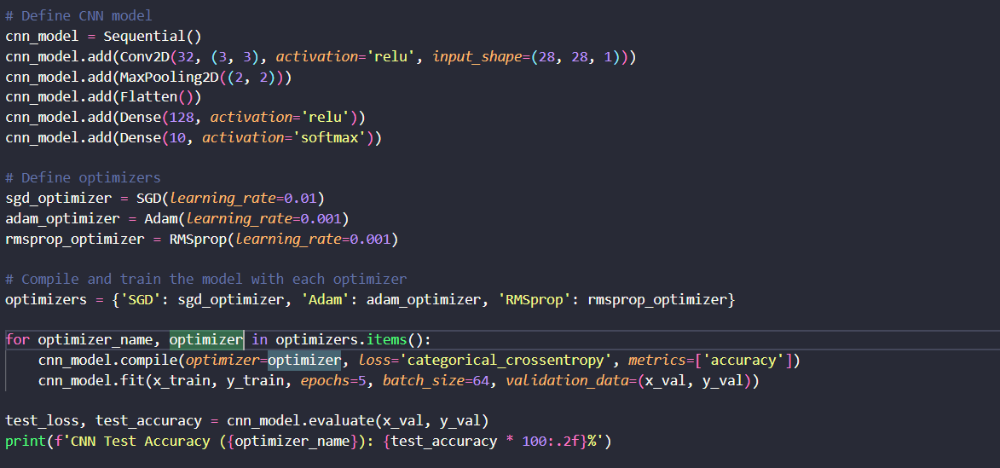 # Define CNN model
cnn_model = Sequential()
cnn_model.add(Conv2D(32, (3, 3), activation='relu', input_shape=(28, 28, 1)))
cnn_model.add(MaxPooling2D((2, 2)))
cnn_model.add(Flatten())
cnn_model.add(Dense(128, activation='relu'))
cnn_model.add(Dense(10, activation='softmax'))
# Define optimizers
sgd_optimizer = SGD(learning_rate=0.01)
adam_optimizer = Adam(learning_rate=0.001)
rmsprop_optimizer = RMSprop(learning_rate=0.001)
# Compile and train the model with each optimizer
optimizers = {'SGD': sgd_optimizer, 'Adam': adam_optimizer, 'RMSprop': rmsprop_optimizer}
for optimizer_name, optimizer in optimizers.items():
    cnn_model.compile(optimizer=optimizer, loss='categorical_crossentropy', metrics=['accuracy'])
    cnn_model.fit(x_train, y_train, epochs=5, batch_size=64, validation_data=(x_val, y_val))
test_loss, test_accuracy = cnn_model.evaluate(x_val, y_val)
print(f'CNN Test Accuracy ({optimizer_name}): {test_accuracy * 100:.2f}%')